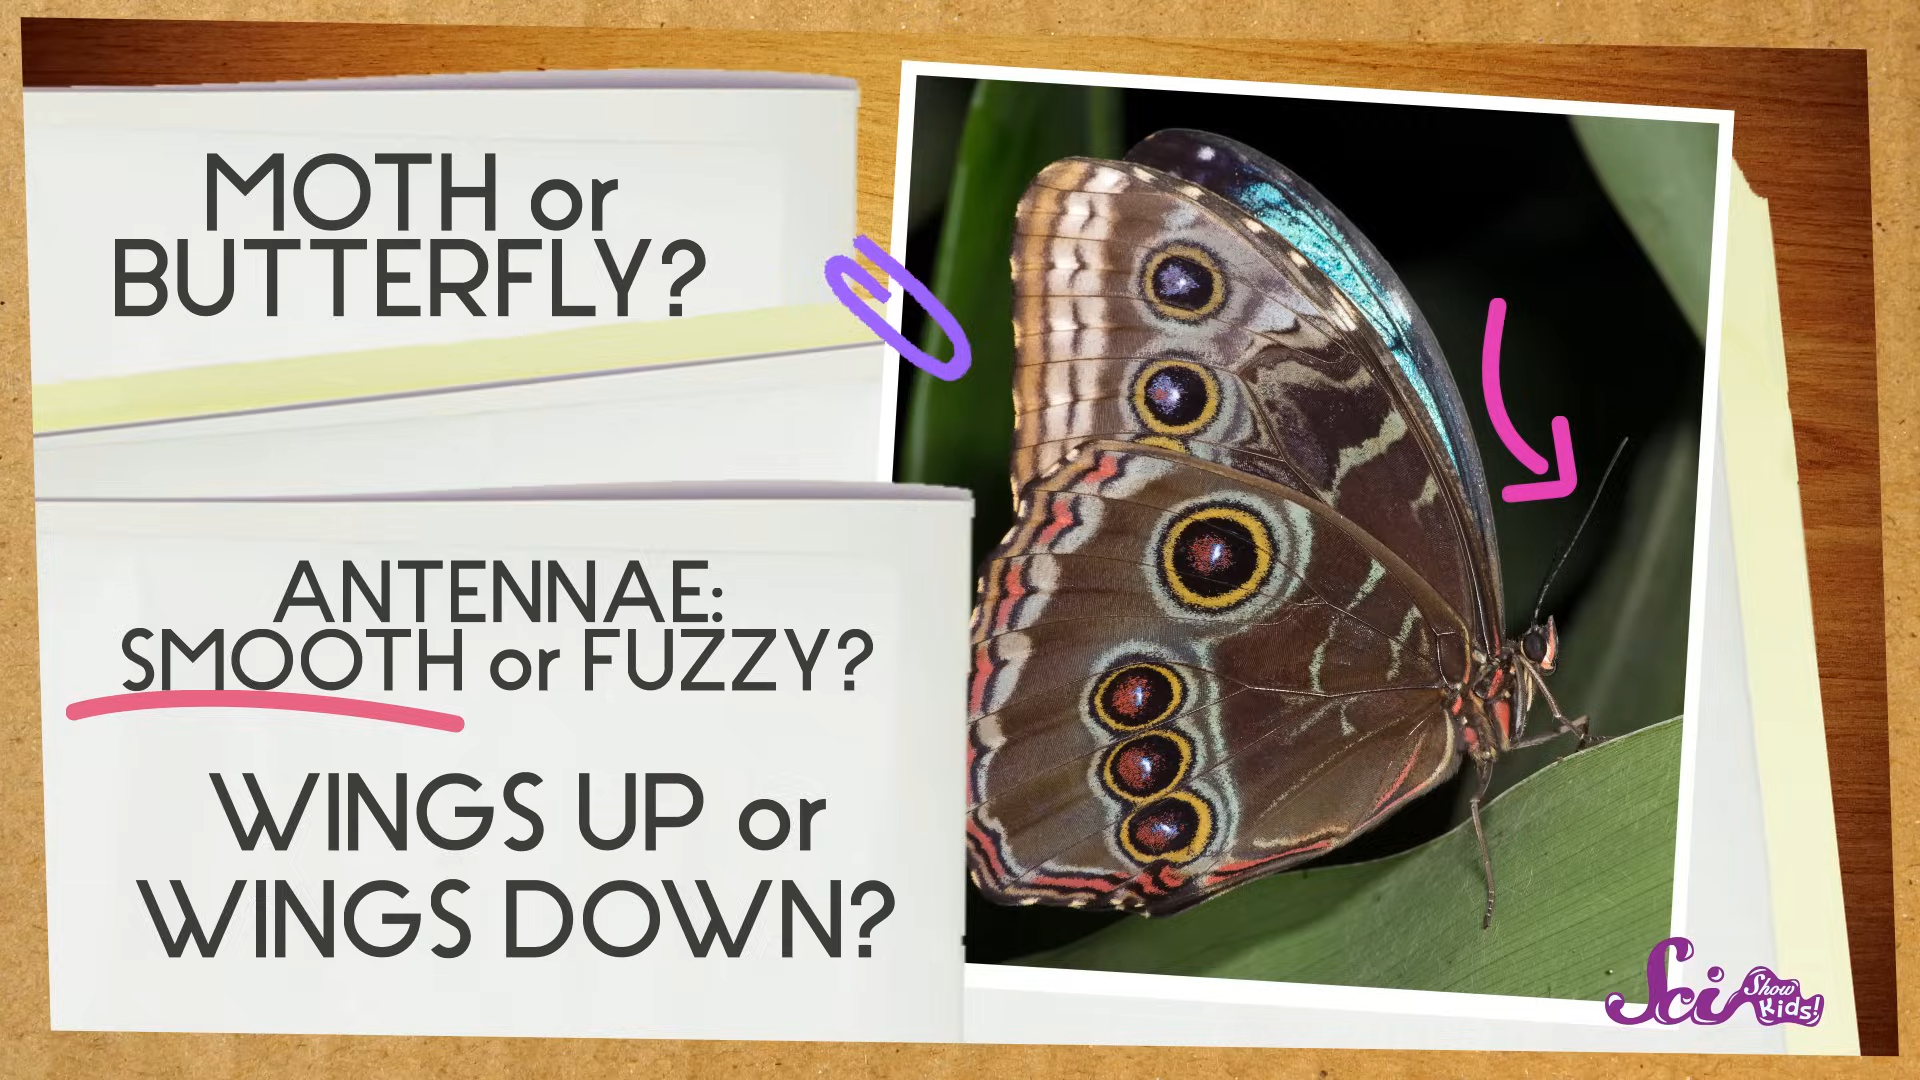 MOTH or
BUTTERFLY?
ANTENNAE:
SMOOTH or FUZZY?
WINGS UP or
WINGS DOWN?
Sci
Show
Kids!